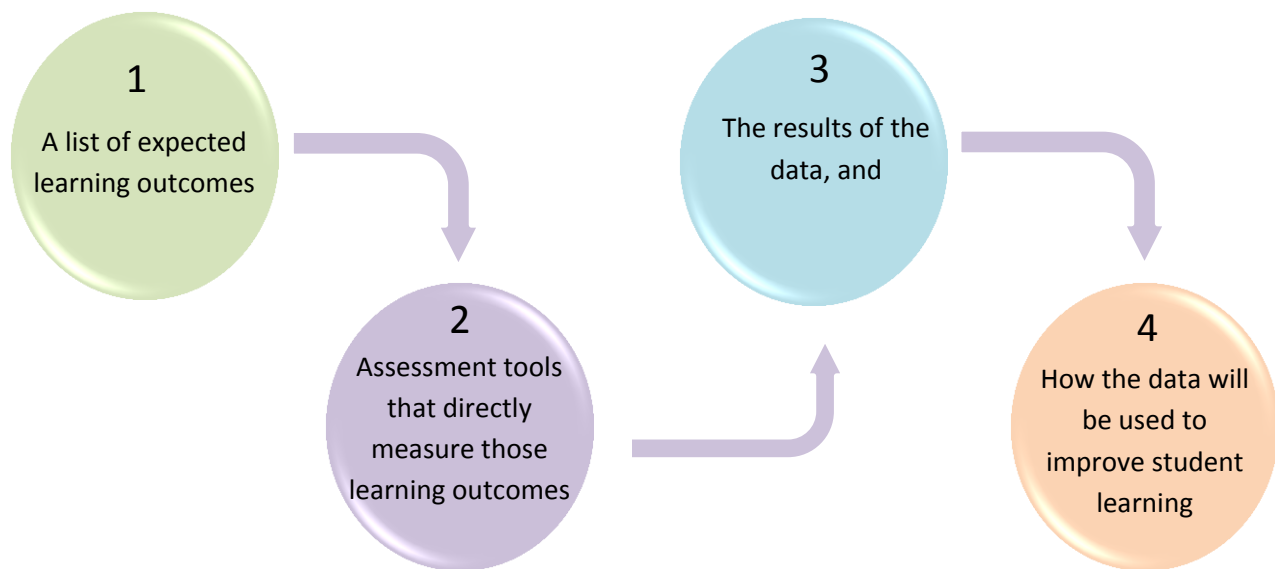 1
A list of expected
learning outcomes
2
Assessment tools
that directly
measure those
learning outcomes
3
The results of the
data, and
4
How the data will
be used to
improve student
learning